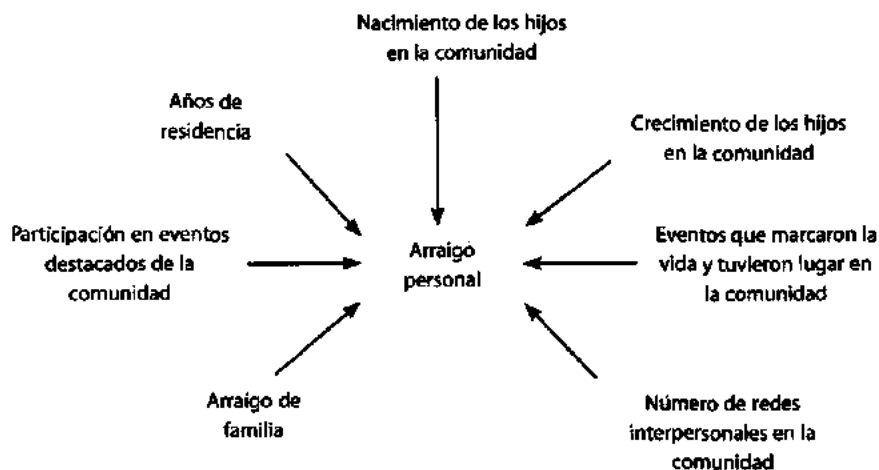 Nacimiento de los hijos
en la comunidad
Años de
residencia
Crecimiento de los hijos
en la comunidad
Participación en eventos
destacados de la
comunidad
Arraigo
personal
Eventos que marcaron la
vida y tuvieron lugar en
la comunidad
Arraigo de
familia
Número de redes
interpersonales en la
comunidad